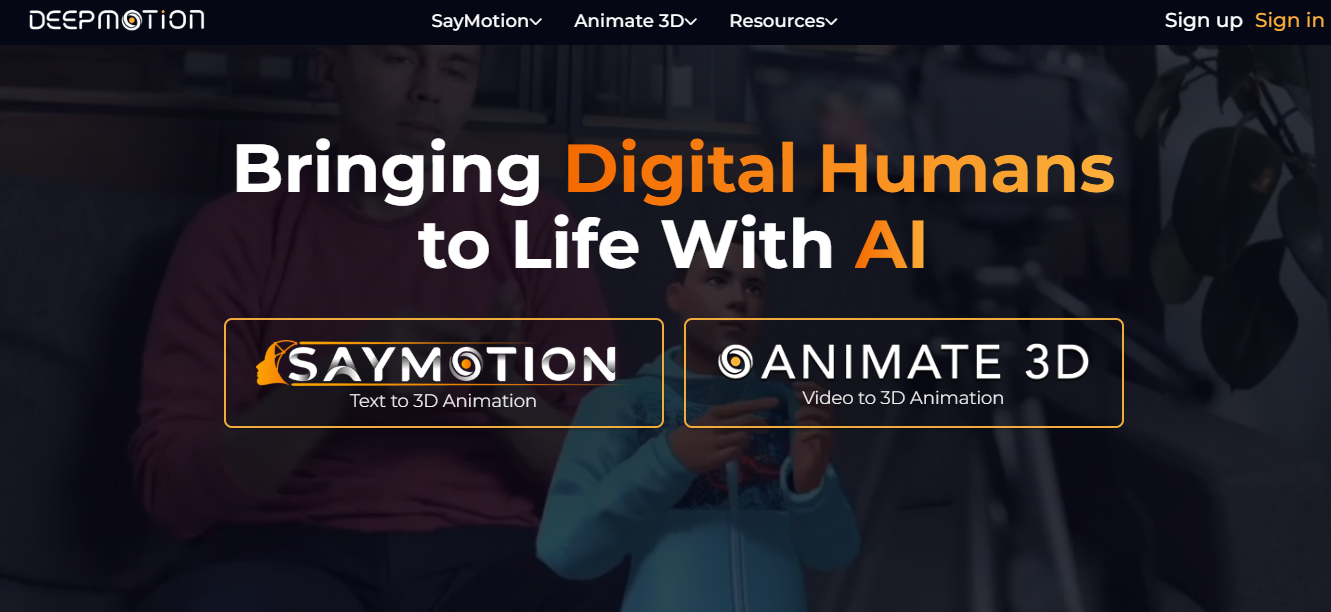 DEEPMOTION
SayMotion
Animate 3D
Resources
Sign up
Sign in
Bringing Digital Humans
to Life With AI
SAYMOTION
Text to 3D Animation
ANIMATE 3D
Video to 3D Animation